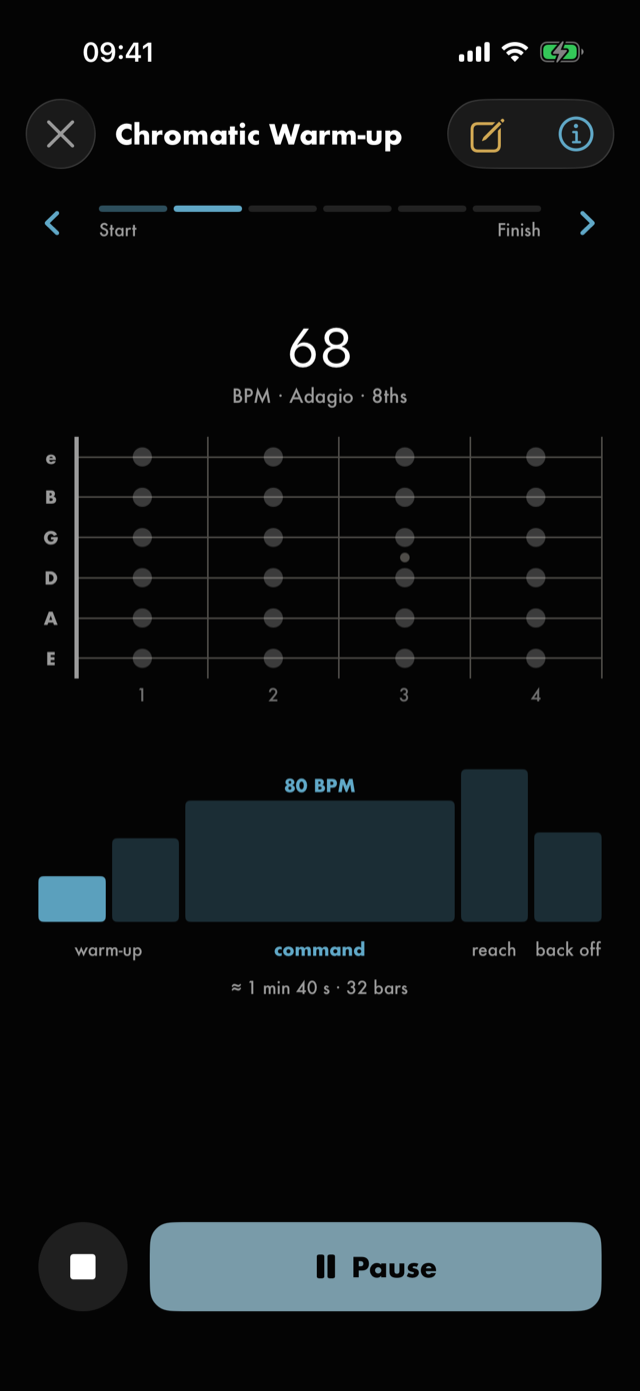 09:41
Chromatic Warm-up
Start
Finish
68
BPM · Adagio · 8ths
e
B
G
D
A
E
1 2 3 4
80 BPM
warm-up command reach back off
≈ 1 min 40 s · 32 bars
Pause